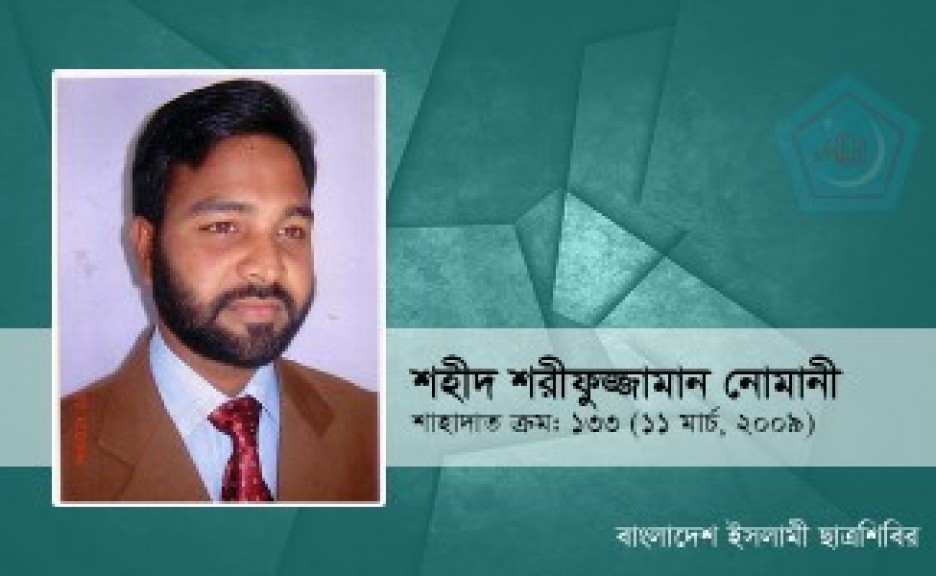 শহীদ শরীফুজ্জামান নোমানী
শাহাদাত ক্রম: ১৩৩ (১১ মার্চ, ২০০৯)
বাংলাদেশ ইসলামী ছাত্রশিবির